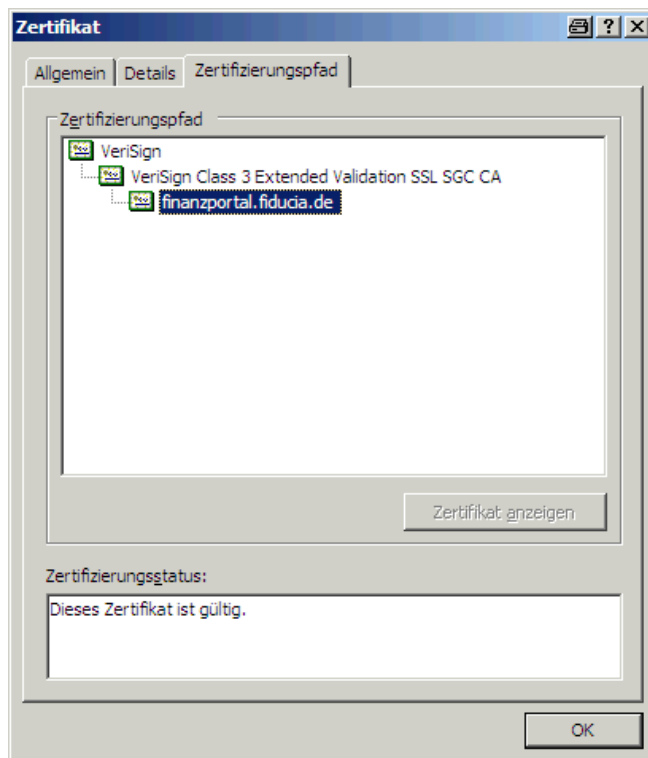 Zertifikat
Allgemein Details Zertifizierungspfad
Zertifizierungspfad
VeriSign
VeriSign Class 3 Extended Validation SSL SGC CA
finanzportal.fiducia.de
Zertifikat anzeigen
Zertifizierungsstatus:
Dieses Zertifikat ist gültig.
OK